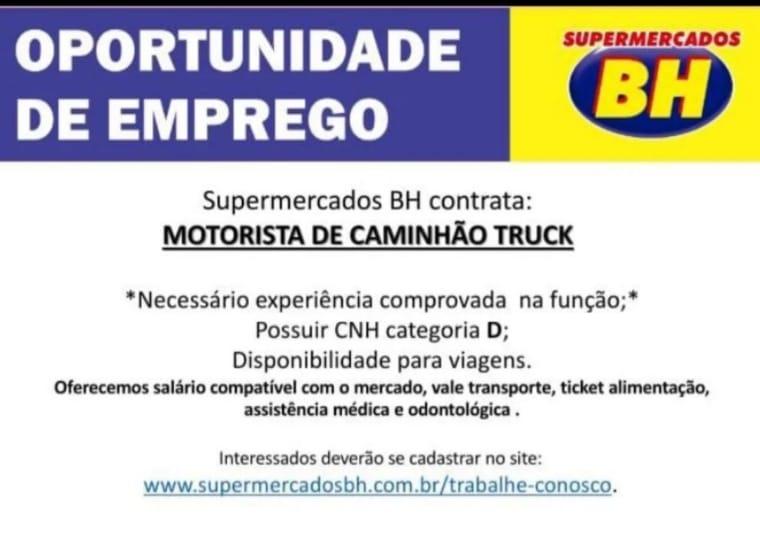 OPORTUNIDADE
DE EMPREGO
SUPERMERCADOS
BH
Supermercados BH contrata:
MOTORISTA DE CAMINHÃO TRUCK
*Necessário experiência comprovada na função;*
Possuir CNH categoria D;
Disponibilidade para viagens.
Oferecemos salário compatível com o mercado, vale transporte, ticket alimentação,
assistência médica e odontológica .
Interessados deverão se cadastrar no site:
www.supermercadosbh.com.br/trabalhe-conosco.